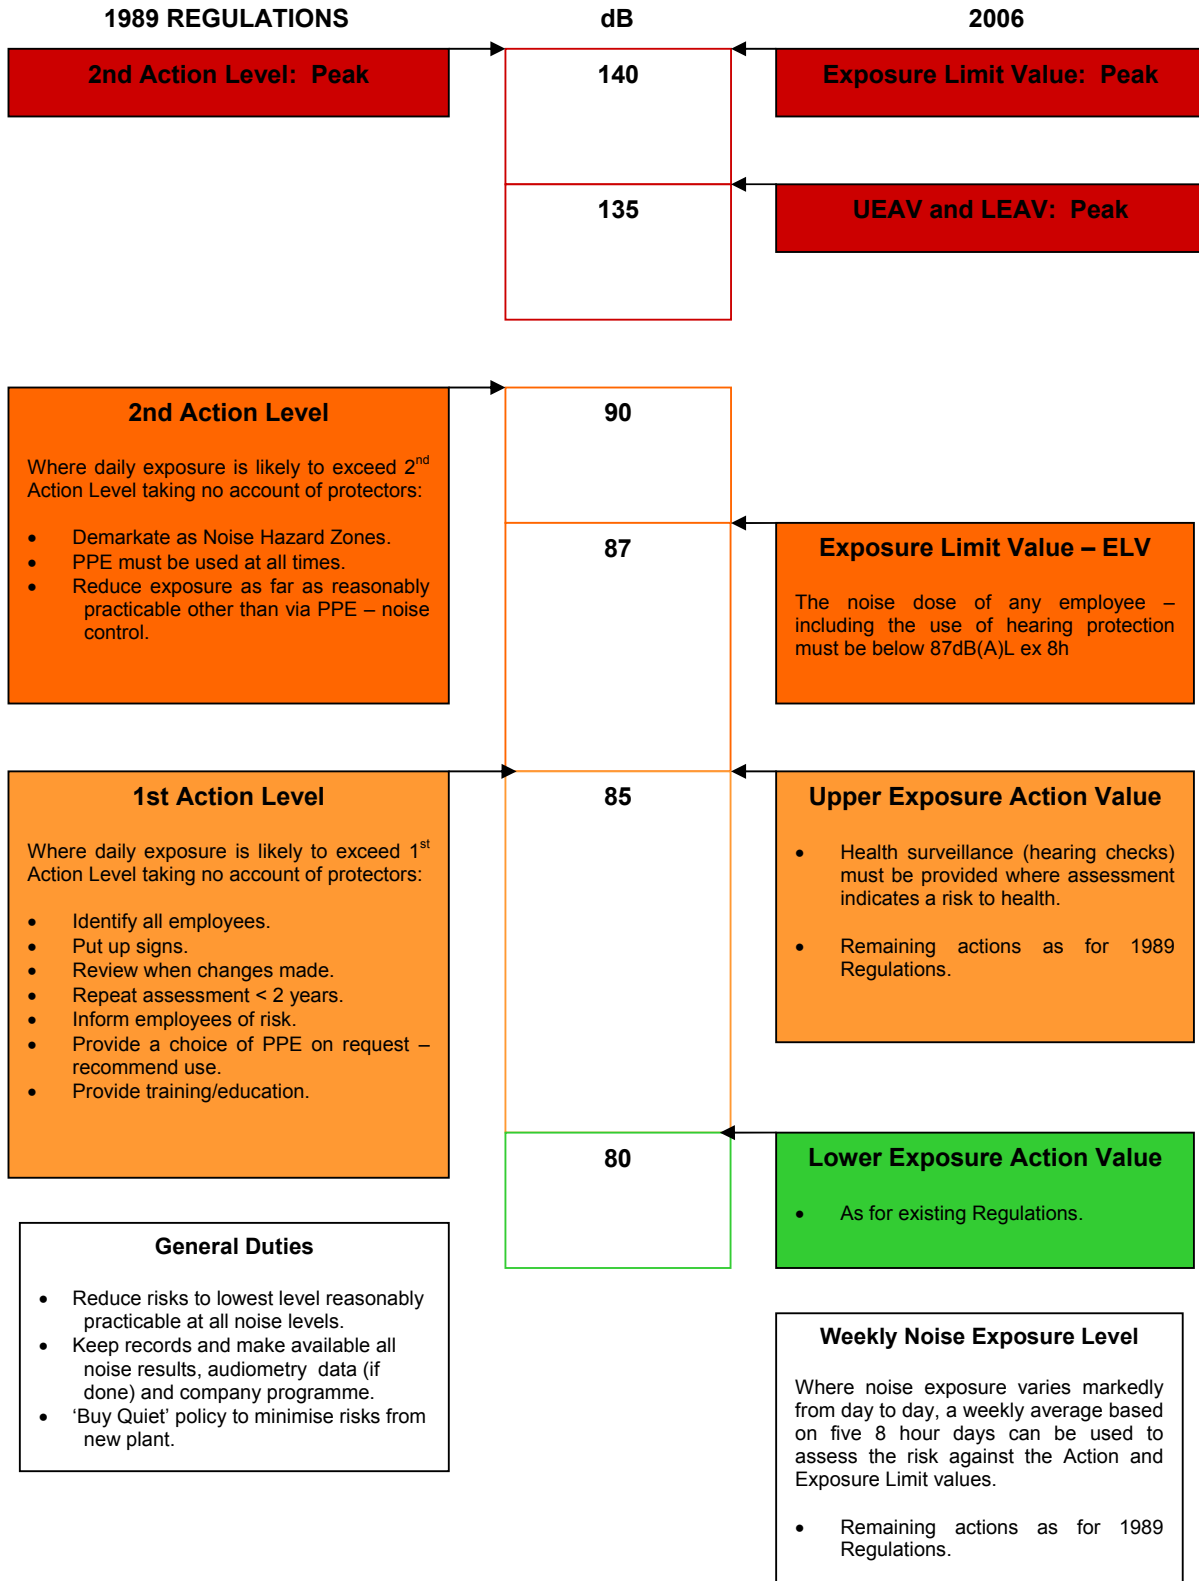 1989 REGULATIONS
dB
2006
2nd Action Level: Peak
140
Exposure Limit Value: Peak
135
UEAV and LEAV: Peak
2nd Action Level
Where daily exposure is likely to exceed 2nd
Action Level taking no account of protectors:
• Demarkate as Noise Hazard Zones.
• PPE must be used at all times.
• Reduce exposure as far as reasonably
practicable other than via PPE – noise
control.
90
87
Exposure Limit Value – ELV
The noise dose of any employee –
including the use of hearing protection
must be below 87dB(A)L ex 8h
1st Action Level
Where daily exposure is likely to exceed 1st
Action Level taking no account of protectors:
• Identify all employees.
• Put up signs.
• Review when changes made.
• Repeat assessment < 2 years.
• Inform employees of risk.
• Provide a choice of PPE on request –
recommend use.
• Provide training/education.
85
Upper Exposure Action Value
• Health surveillance (hearing checks)
must be provided where assessment
indicates a risk to health.
• Remaining actions as for 1989
Regulations.
80
Lower Exposure Action Value
• As for existing Regulations.
General Duties
• Reduce risks to lowest level reasonably
practicable at all noise levels.
• Keep records and make available all
noise results, audiometry data (if
done) and company programme.
• ‘Buy Quiet’ policy to minimise risks from
new plant.
Weekly Noise Exposure Level
Where noise exposure varies markedly
from day to day, a weekly average based
on five 8 hour days can be used to
assess the risk against the Action and
Exposure Limit values.
• Remaining actions as for 1989
Regulations.